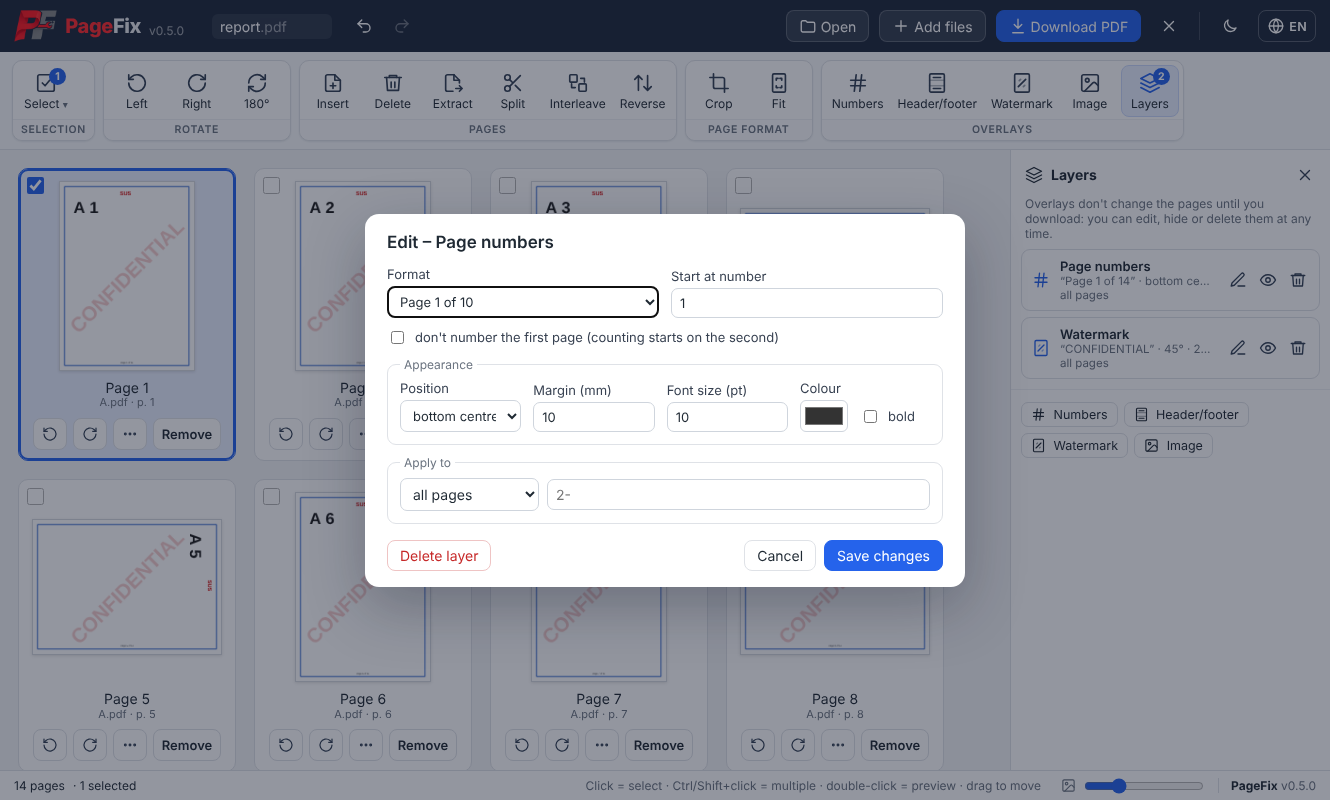 PageFix v0.5.0
report.pdf
Open
Add files
Download PDF
EN
1
Select ▾
SELECTION
Left
Right
180°
ROTATE
Insert
Delete
Extract
Split
Interleave
Reverse
PAGES
Crop
Fit
PAGE FORMAT
Numbers
Header/footer
Watermark
Image
2
Layers
OVERLAYS
A 1
CONFIDENTIAL
Page 1
A.pdf · p. 1
Remove
A 2
A 3
Edit – Page numbers
Format
Page 1 of 10
Start at number
1
don't number the first page (counting starts on the second)
Appearance
Position
bottom centre
Margin (mm)
10
Font size (pt)
10
Colour
bold
Apply to
all pages
2-
Delete layer
Cancel
Save changes
A 5
CONFIDENTIAL
Page 5
A.pdf · p. 5
Remove
A 6
Page 6
A.pdf · p. 6
Remove
Page 7
A.pdf · p. 7
Remove
Page 8
A.pdf · p. 8
Remove
Layers
Overlays don't change the pages until you
download: you can edit, hide or delete them at any
time.
Page numbers
“Page 1 of 14” · bottom ce...
all pages
Watermark
“CONFIDENTIAL” · 45° · 2...
all pages
Numbers
Header/footer
Watermark
Image
14 pages · 1 selected
Click = select · Ctrl/Shift+click = multiple · double-click = preview · drag to move
PageFix v0.5.0